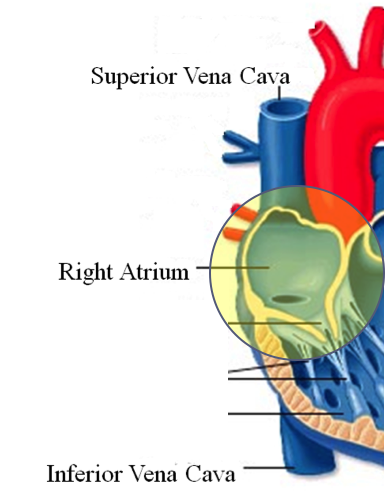 Superior Vena Cava
Right Atrium
Inferior Vena Cava